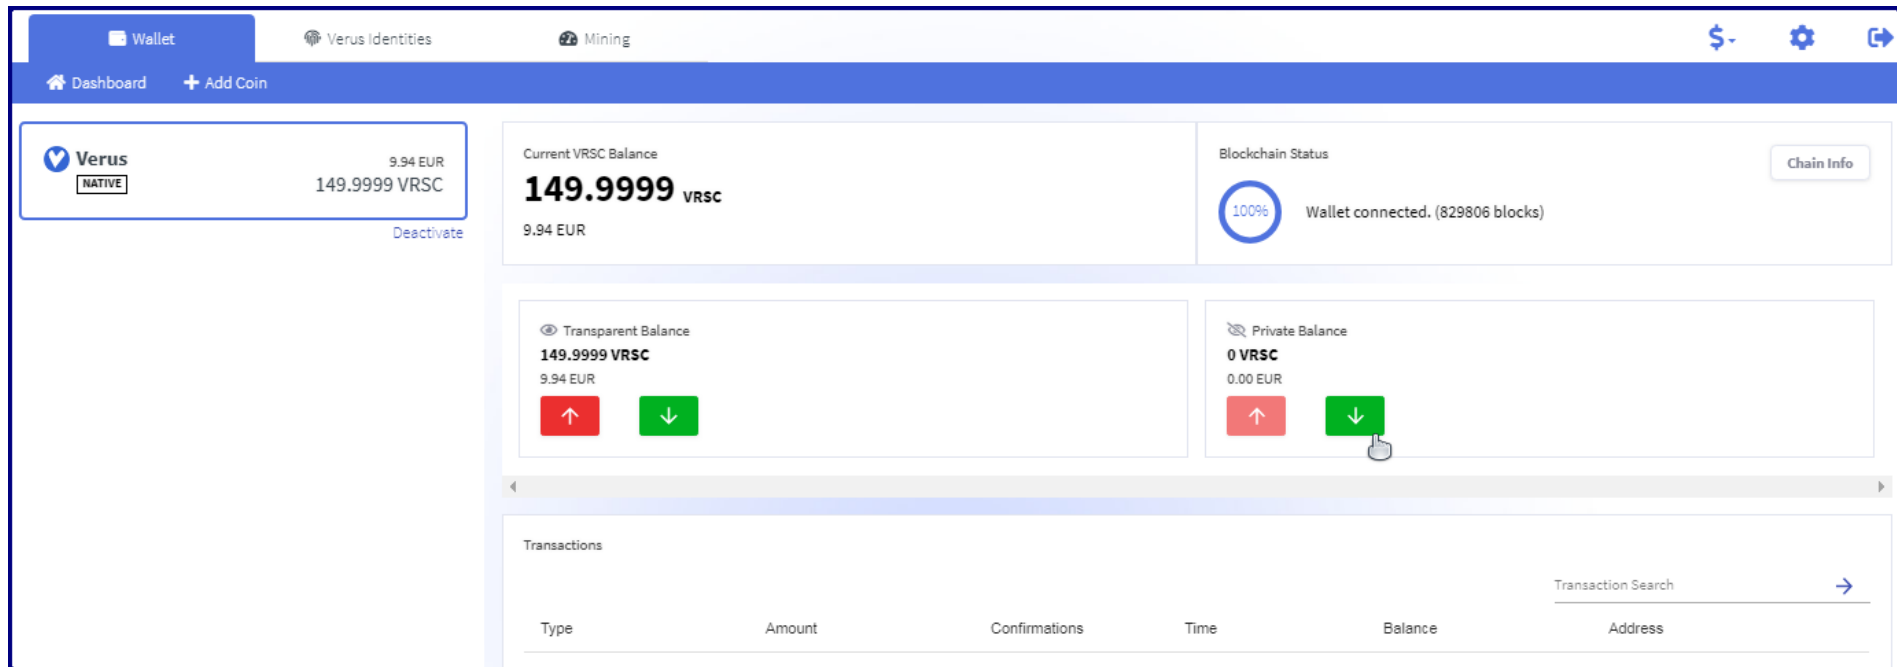 Wallet
Verus Identities
Mining
$
Dashboard
Add Coin
Verus
NATIVE
9.94 EUR
149.9999 VRSC
Deactivate
Current VRSC Balance
149.9999 VRSC
9.94 EUR
Blockchain Status
Chain Info
100%
Wallet connected. (829806 blocks)
Transparent Balance
149.9999 VRSC
9.94 EUR
Private Balance
0 VRSC
0.00 EUR
Transactions
Transaction Search
Type Amount Confirmations Time Balance Address